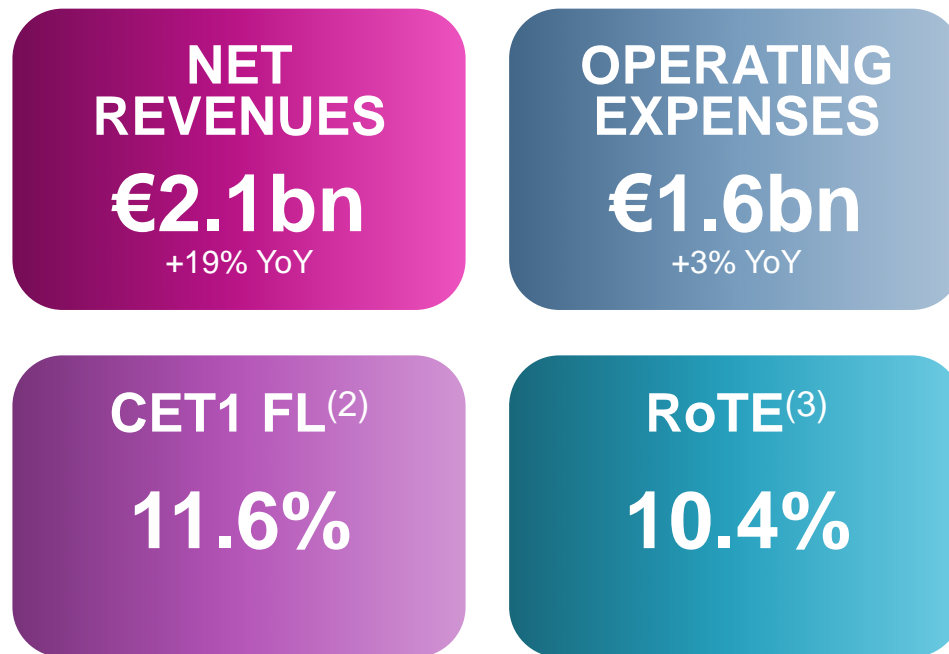 NET
REVENUES
€2.1bn
+19% YoY
OPERATING
EXPENSES
€1.6bn
+3% YoY
CET1 FL(2)
11.6%
RoTE(3)
10.4%